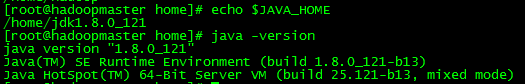 /home/hadoop
[root@hadoopmaster home]# echo $JAVA_HOME
/home/jdk1.8.0_121
[root@hadoopmaster home]# java -version
java version "1.8.0_121"
Java(TM) SE Runtime Environment (build 1.8.0_121-b13)
Java HotSpot(TM) 64-Bit Server VM (build 25.121-b13, mixed mode)